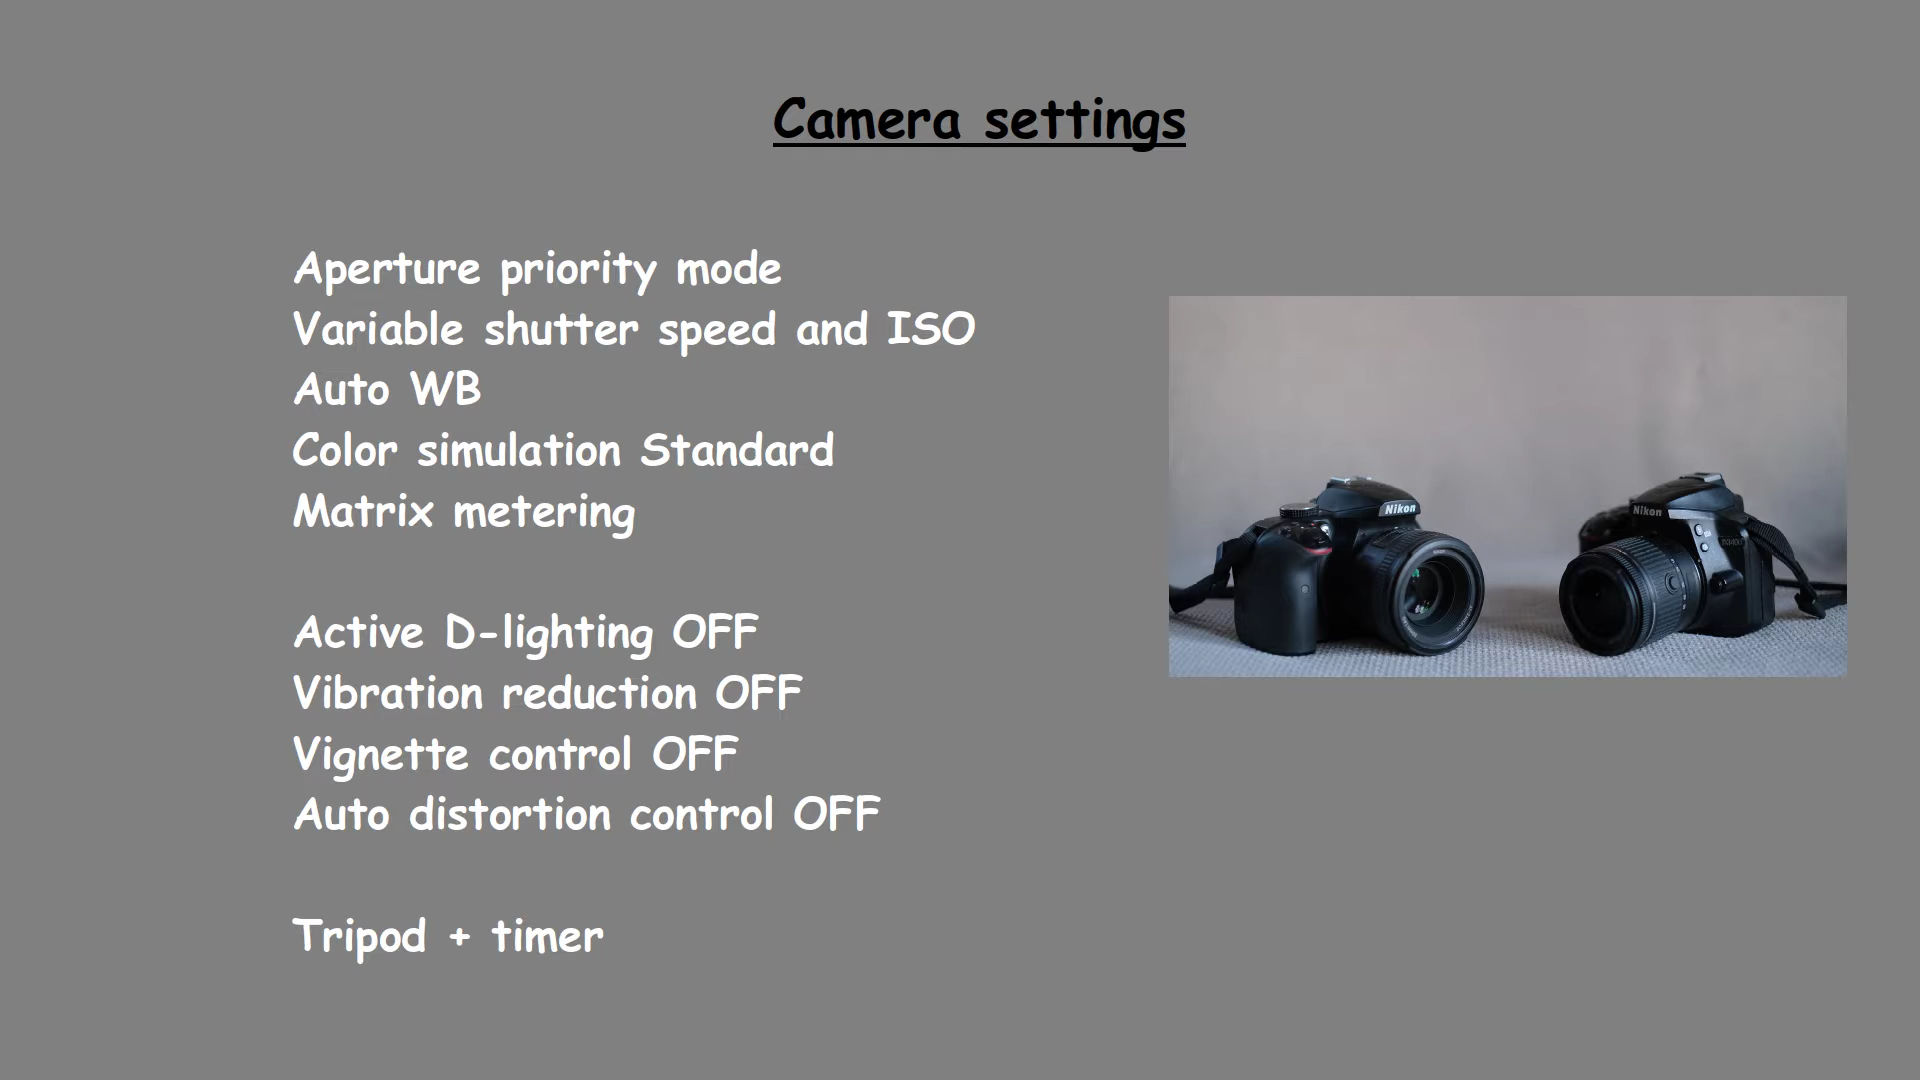 Camera settings
Aperture priority mode
Variable shutter speed and ISO
Auto WB
Color simulation Standard
Matrix metering
Active D-lighting OFF
Vibration reduction OFF
Vignette control OFF
Auto distortion control OFF
Tripod + timer
Nikon
Nikon